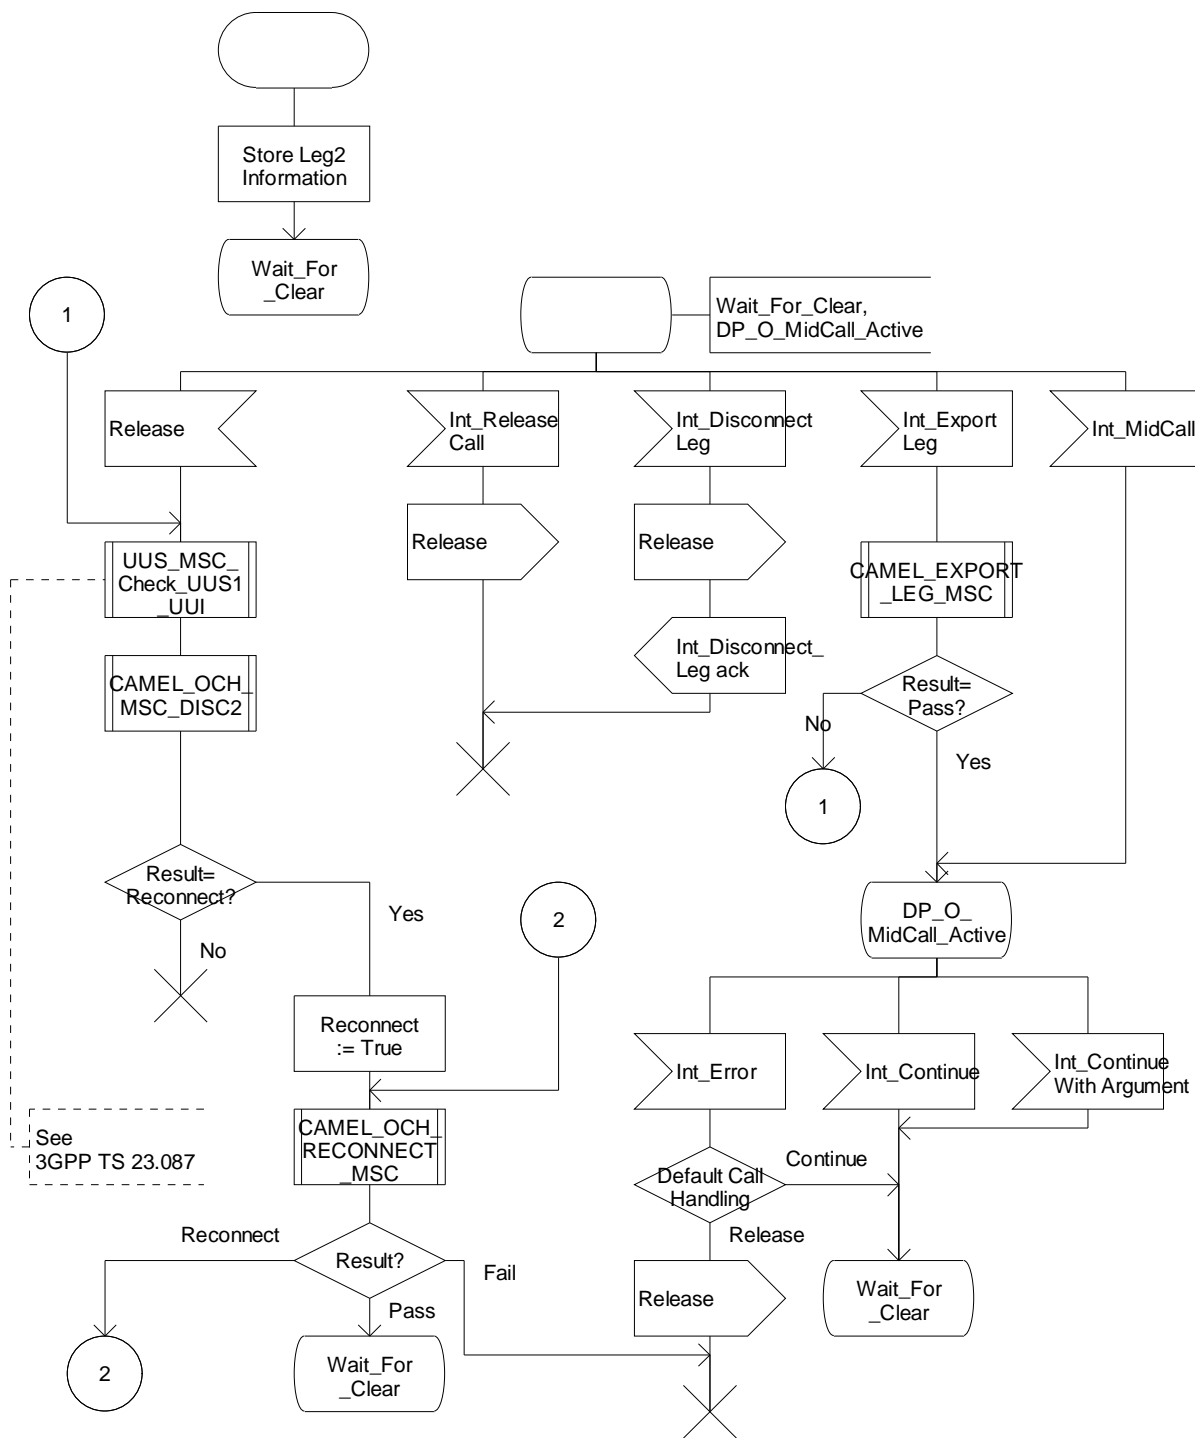 Store Leg2
Information
Wait_For
_Clear
1
Wait_For_Clear,
DP_O_MidCall_Active
Release
Int_Release
Call
Int_Disconnect
Leg
Int_Export
Leg
Int_MidCall
Release
Release
UUS_MSC_
Check_UUS1
_UUI
CAMEL_EXPORT
_LEG_MSC
Int_Disconnect_
Leg ack
CAMEL_OCH_
MSC_DISC2
Result=
Pass?
No
Yes
1
Result=
Reconnect?
Yes
No
2
DP_O_
MidCall_Active
Reconnect
:= True
Int_Error
Int_Continue
Int_Continue
With Argument
See
3GPP TS 23.087
CAMEL_OCH_
RECONNECT
_MSC
Default Call
Handling
Continue
Release
Reconnect
Result?
Fail
Pass
Release
Wait_For
_Clear
2
Wait_For
_Clear